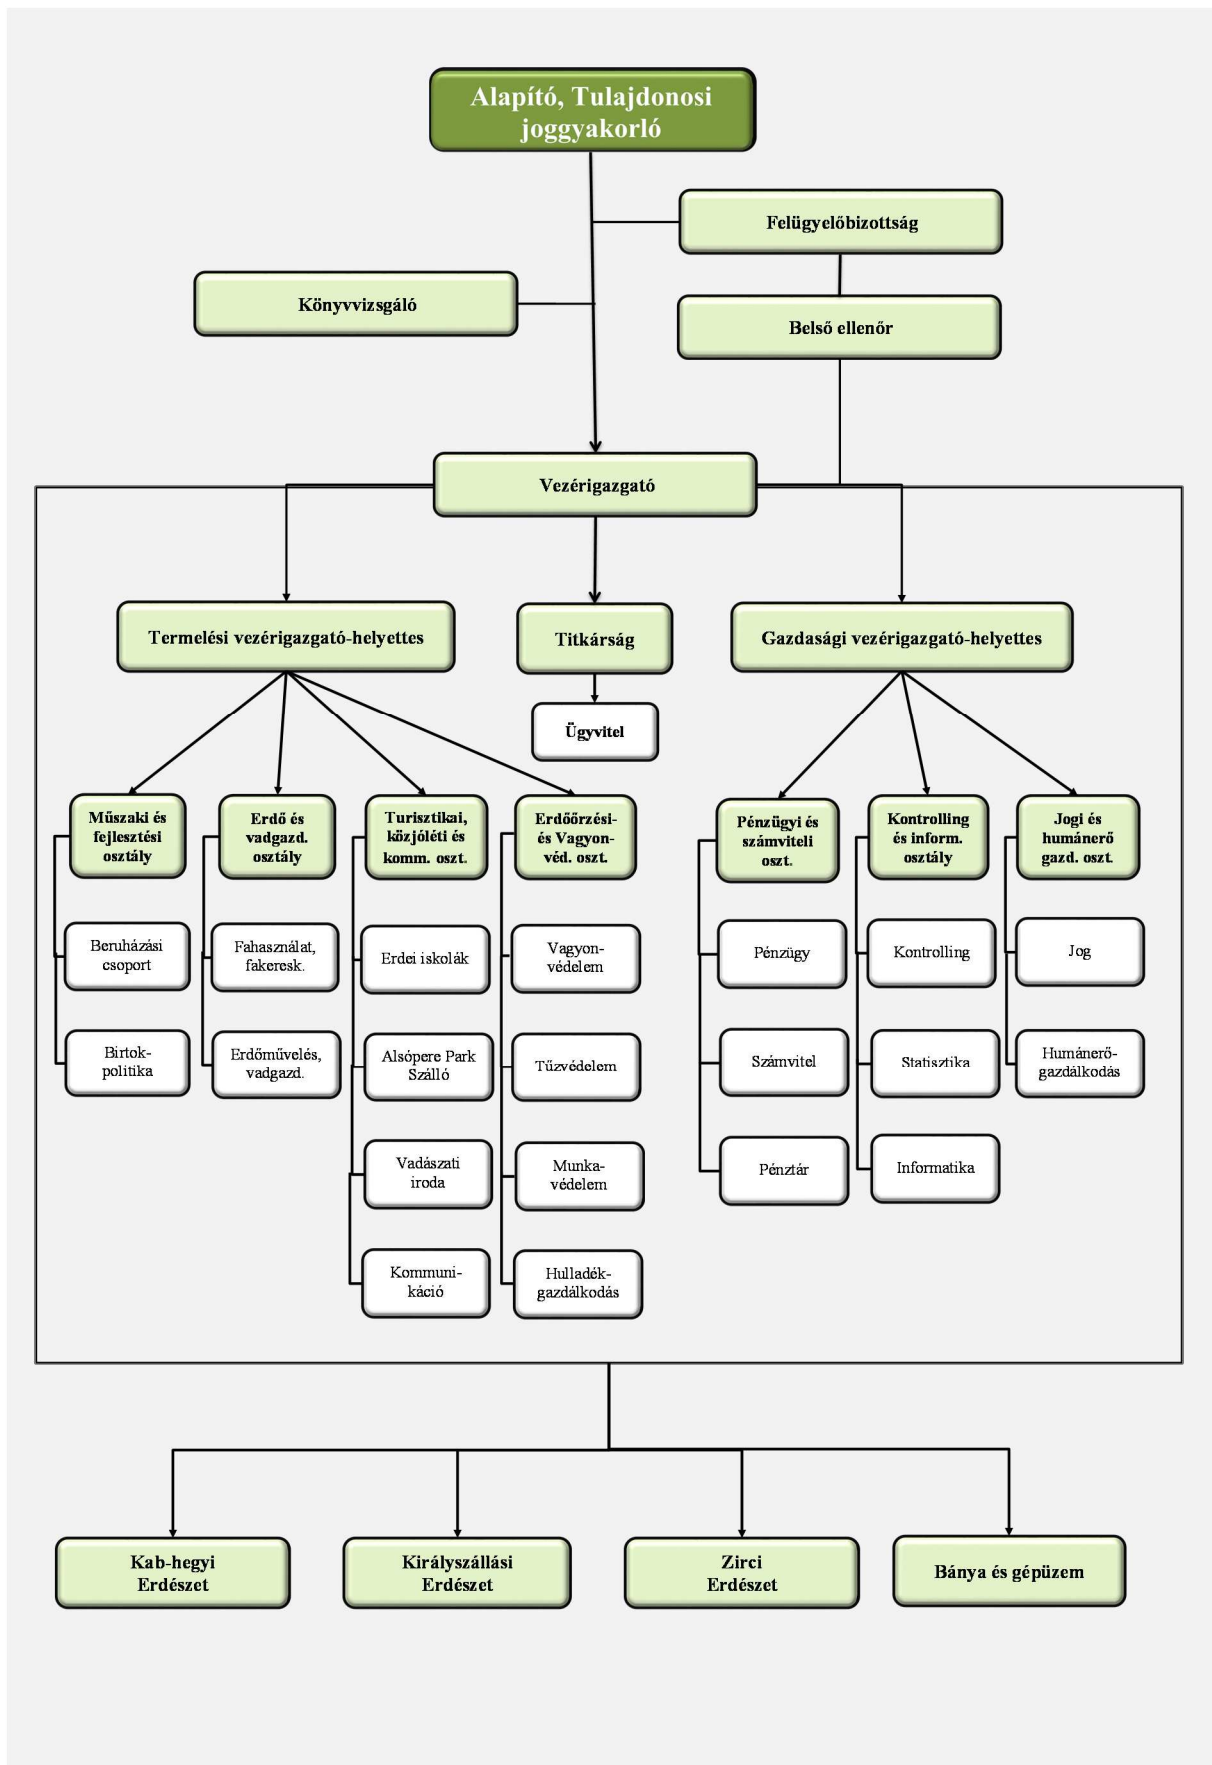 Alapító, Tulajdonosi
joggyakorló
Felügyelőbizottság
Könyvvizsgáló
Belső ellenőr
Vezérigazgató
Termelési vezérigazgató-helyettes
Titkárság
Gazdasági vezérigazgató-helyettes
Ügyvitel
Műszaki és
fejlesztési
osztály
Erdő és
vadgazd.
osztály
Turisztikai,
közjóléti és
komm. oszt.
Erdőőrzési-
és Vagyon-
véd. oszt.
Pénzügyi és
számviteli
oszt.
Kontrolling
és inform.
osztály
Jogi és
humánerő
gazd. oszt.
Beruházási
csoport
Fahasználat,
fakeresk.
Erdei iskolák
Vagyon-
védelem
Pénzügy
Kontrolling
Jog
Birtok-
politika
Erdőművelés,
vadgazd.
Alsópere Park
Szálló
Tűzvédelem
Számvitel
Statisztika
Humánerő-
gazdálkodás
Vadászati
iroda
Munka-
védelem
Pénztár
Informatika
Kommuni-
káció
Hulladék-
gazdálkodás
Kab-hegyi
Erdészet
Királyszállási
Erdészet
Zirci
Erdészet
Bánya és gépüzem